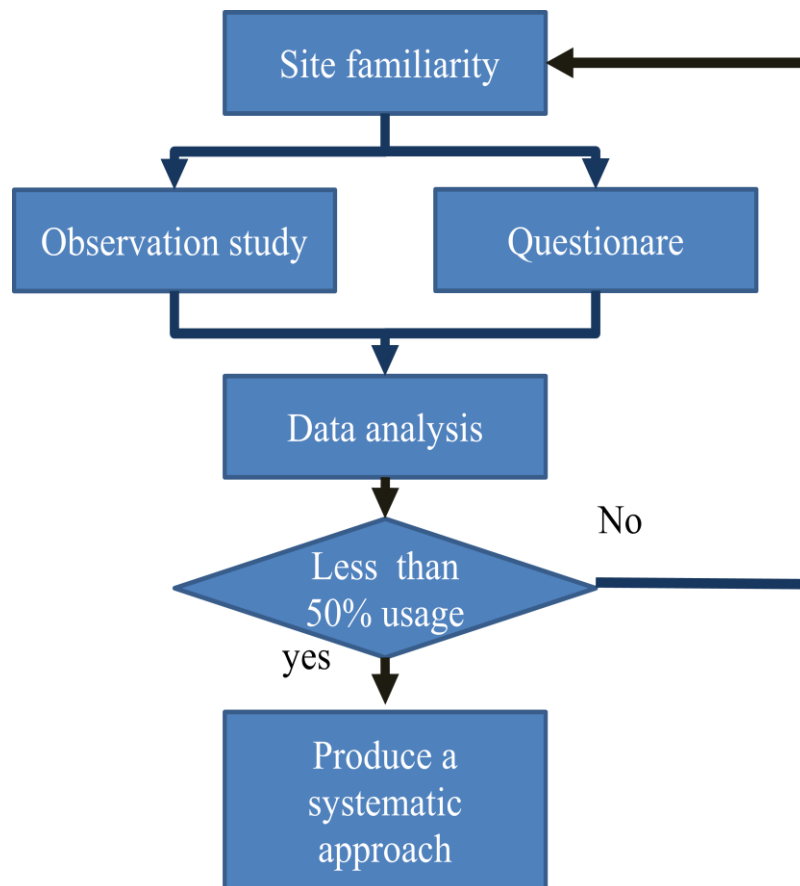 Site familiarity
Observation study
Questionare
Data analysis
No
Less than
50% usage
yes
Produce a
systematic
approach